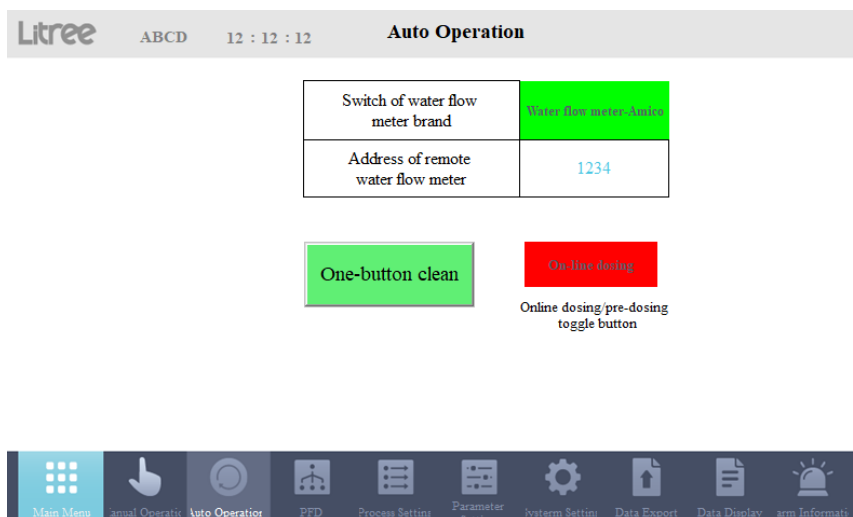 Litree ABCD 12 : 12 : 12 Auto Operation
Switch of water flow
meter brand
Water flow meter-Amico
Address of remote
water flow meter
1234
One-button clean
On-line dosing
Online dosing/pre-dosing
toggle button
Main Menu anual Operatic Auto Operation PFD Process Setting Parameter ysterm Settin Data Export Data Display arm Informati